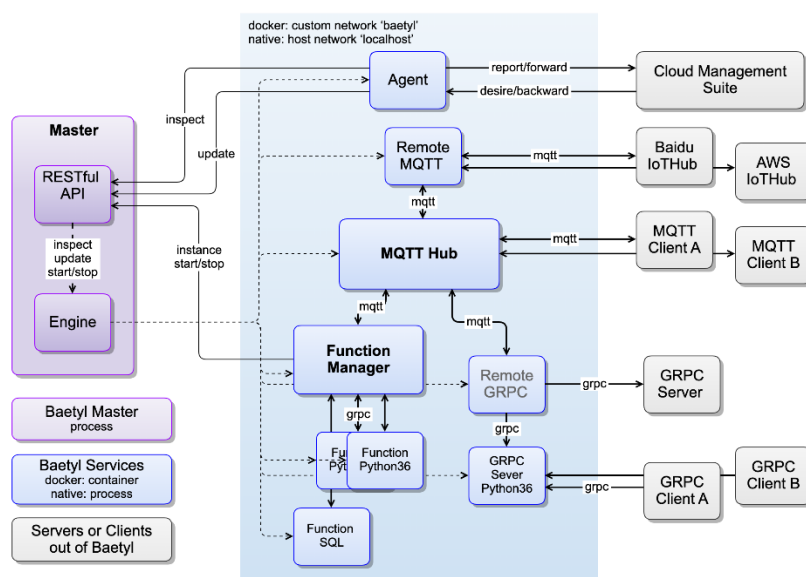 docker: custom network 'baetyl'
native: host network 'localhost'
Agent
report/forward
desire/backward
Cloud Management
Suite
inspect
update
Master
RESTful
API
inspect
update
start/stop
Engine
instance
start/stop
Remote
MQTT
mqtt
Baidu
IoTHub
AWS
IoTHub
mqtt
MQTT Hub
mqtt
MQTT
Client A
MQTT
Client B
mqtt
mqtt
Function
Manager
Remote
GRPC
grpc
GRPC
Server
grpc
grpc
Function
Python36
GRPC
Sever
Python36
grpc
GRPC
Client A
GRPC
Client B
Function
SQL
Baetyl Master
process
Baetyl Services
docker: container
native: process
Servers or Clients
out of Baetyl